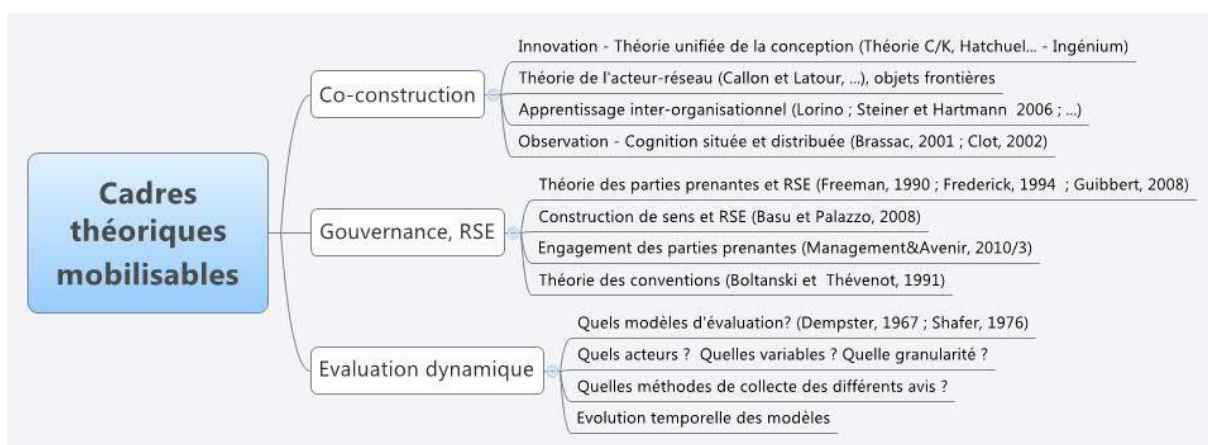 Cadres
théoriques
mobilisables
Co-construction
Innovation - Théorie unifiée de la conception (Théorie C/K, Hatchuel... - Ingénium)
Théorie de l'acteur-réseau (Callon et Latour, ...), objets frontières
Apprentissage inter-organisationnel (Lorino ; Steiner et Hartmann 2006 ; ...)
Observation - Cognition située et distribuée (Brassac, 2001 ; Clot, 2002)
Gouvernance, RSE
Théorie des parties prenantes et RSE (Freeman, 1990 ; Frederick, 1994 ; Guibbert, 2008)
Construction de sens et RSE (Basu et Palazzo, 2008)
Engagement des parties prenantes (Management&Avenir, 2010/3)
Théorie des conventions (Boltanski et Thévenot, 1991)
Evaluation dynamique
Quels modèles d'évaluation? (Dempster, 1967 ; Shafer, 1976)
Quels acteurs ? Quelles variables ? Quelle granularité ?
Quelles méthodes de collecte des différents avis ?
Evolution temporelle des modèles